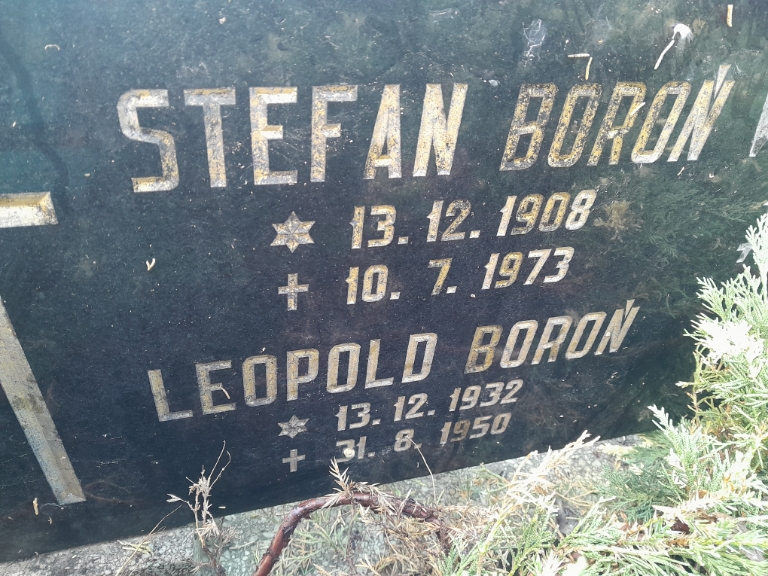 STEFAN BOROŃ
* 13. 12. 1908
+ 10. 7. 1973
LEOPOLD BOROŃ
* 13. 12. 1932
+ 31. 8. 1950